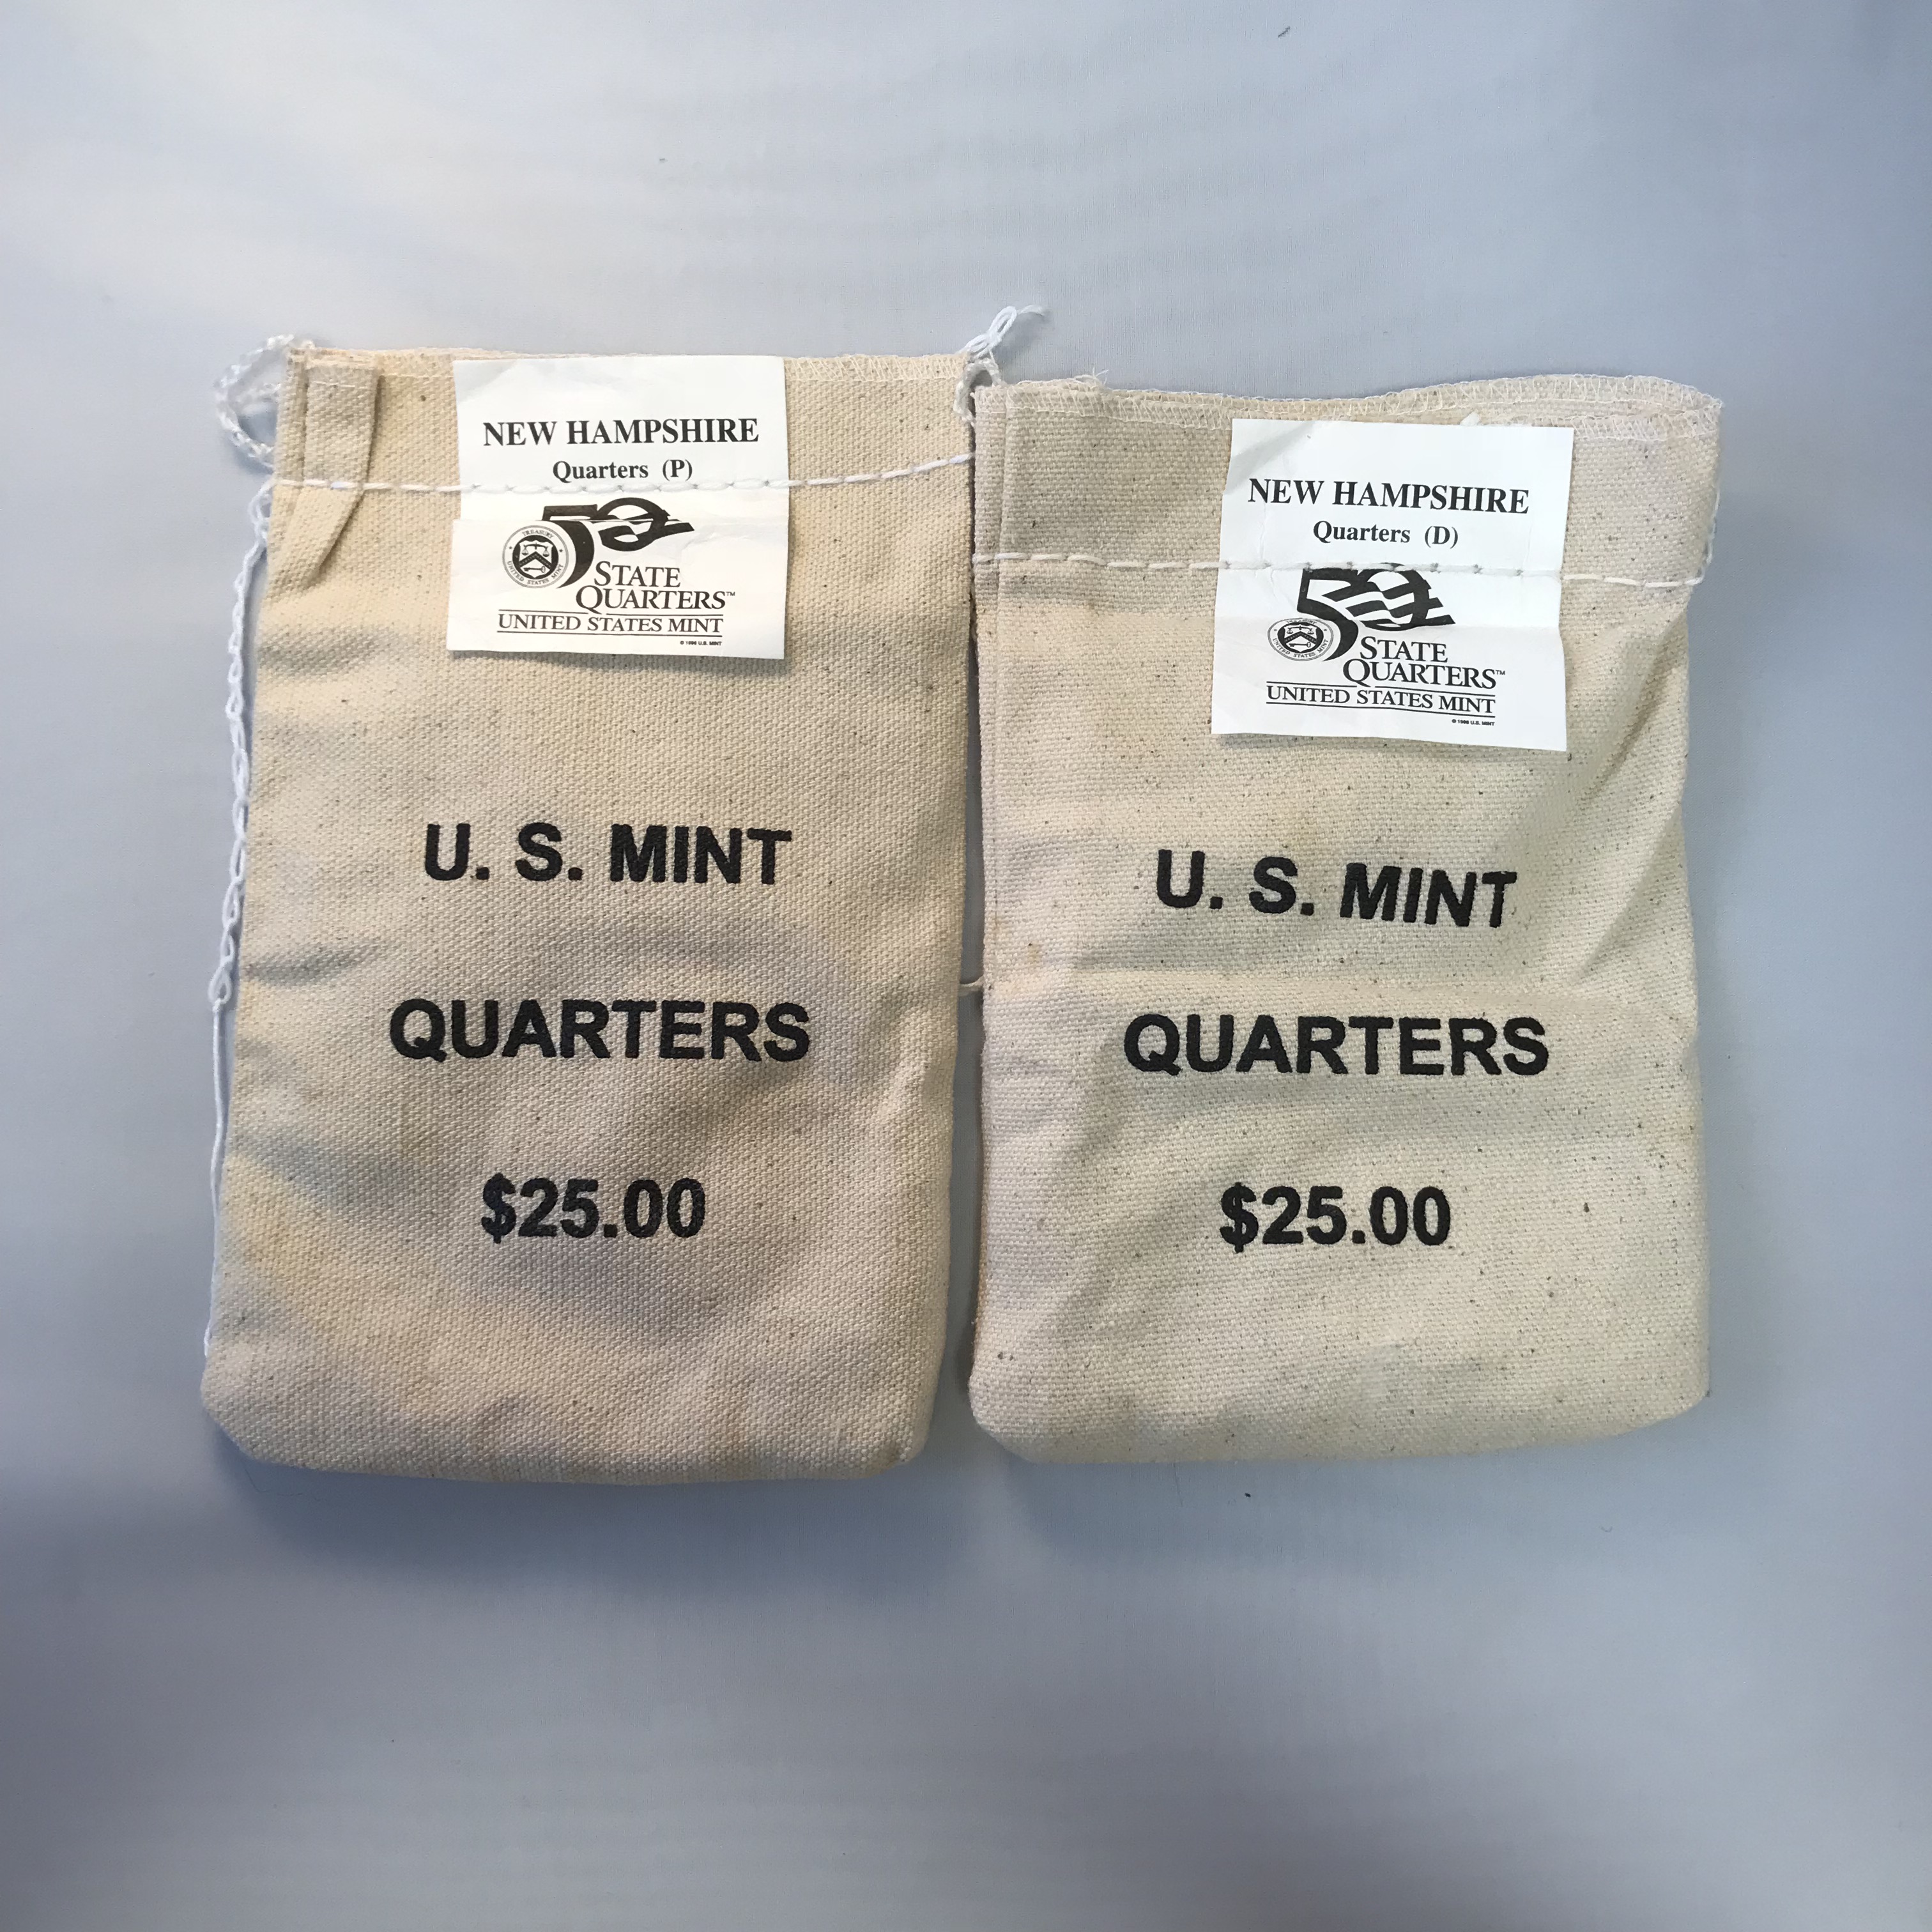 NEW HAMPSHIRE
Quarters (P)
50
STATE
QUARTERS™
UNITED STATES MINT
U. S. MINT
QUARTERS
$25.00
NEW HAMPSHIRE
Quarters (D)
50
STATE
QUARTERS™
UNITED STATES MINT
U. S. MINT
QUARTERS
$25.00